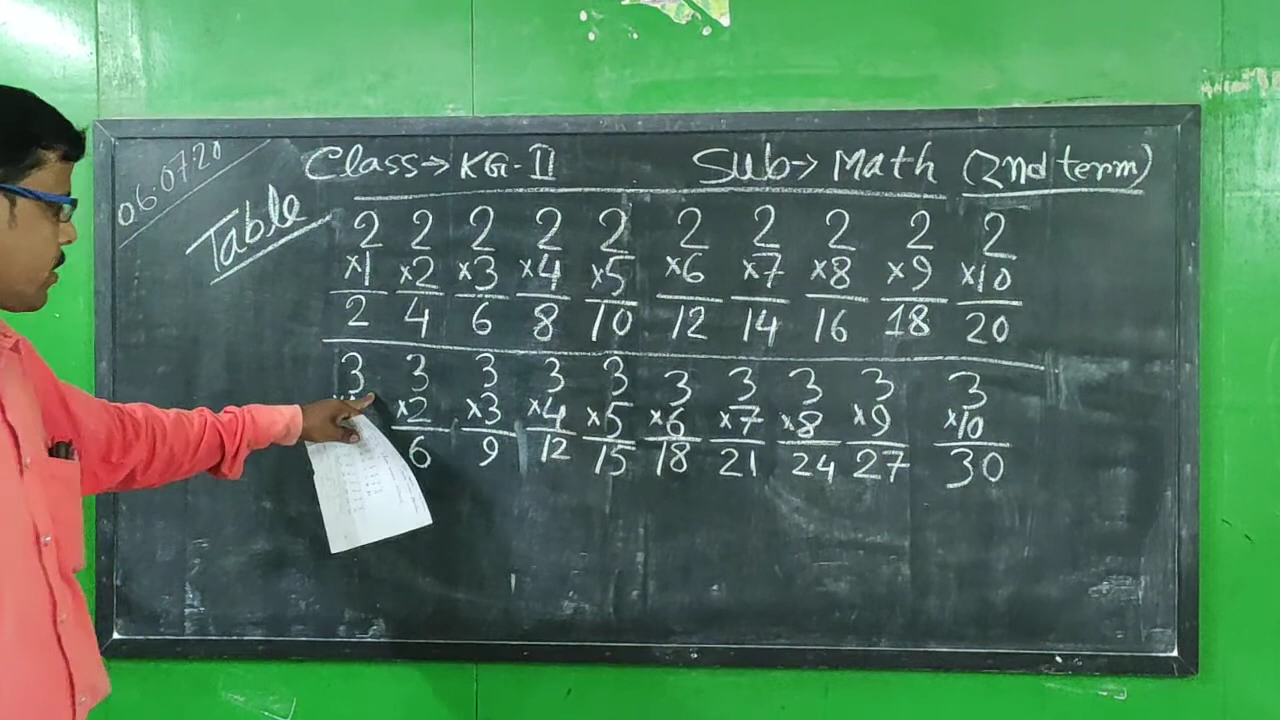 06.07.20
Class→ KG-II Sub→ Math (2nd term)
Table
2 2 2 2 2 2 2 2 2 2
×1 ×2 ×3 ×4 ×5 ×6 ×7 ×8 ×9 ×10
2 4 6 8 10 12 14 16 18 20
3 3 3 3 3 3 3 3 3 3
×2 ×3 ×4 ×5 ×6 ×7 ×8 ×9 ×10
6 9 12 15 18 21 24 27 30